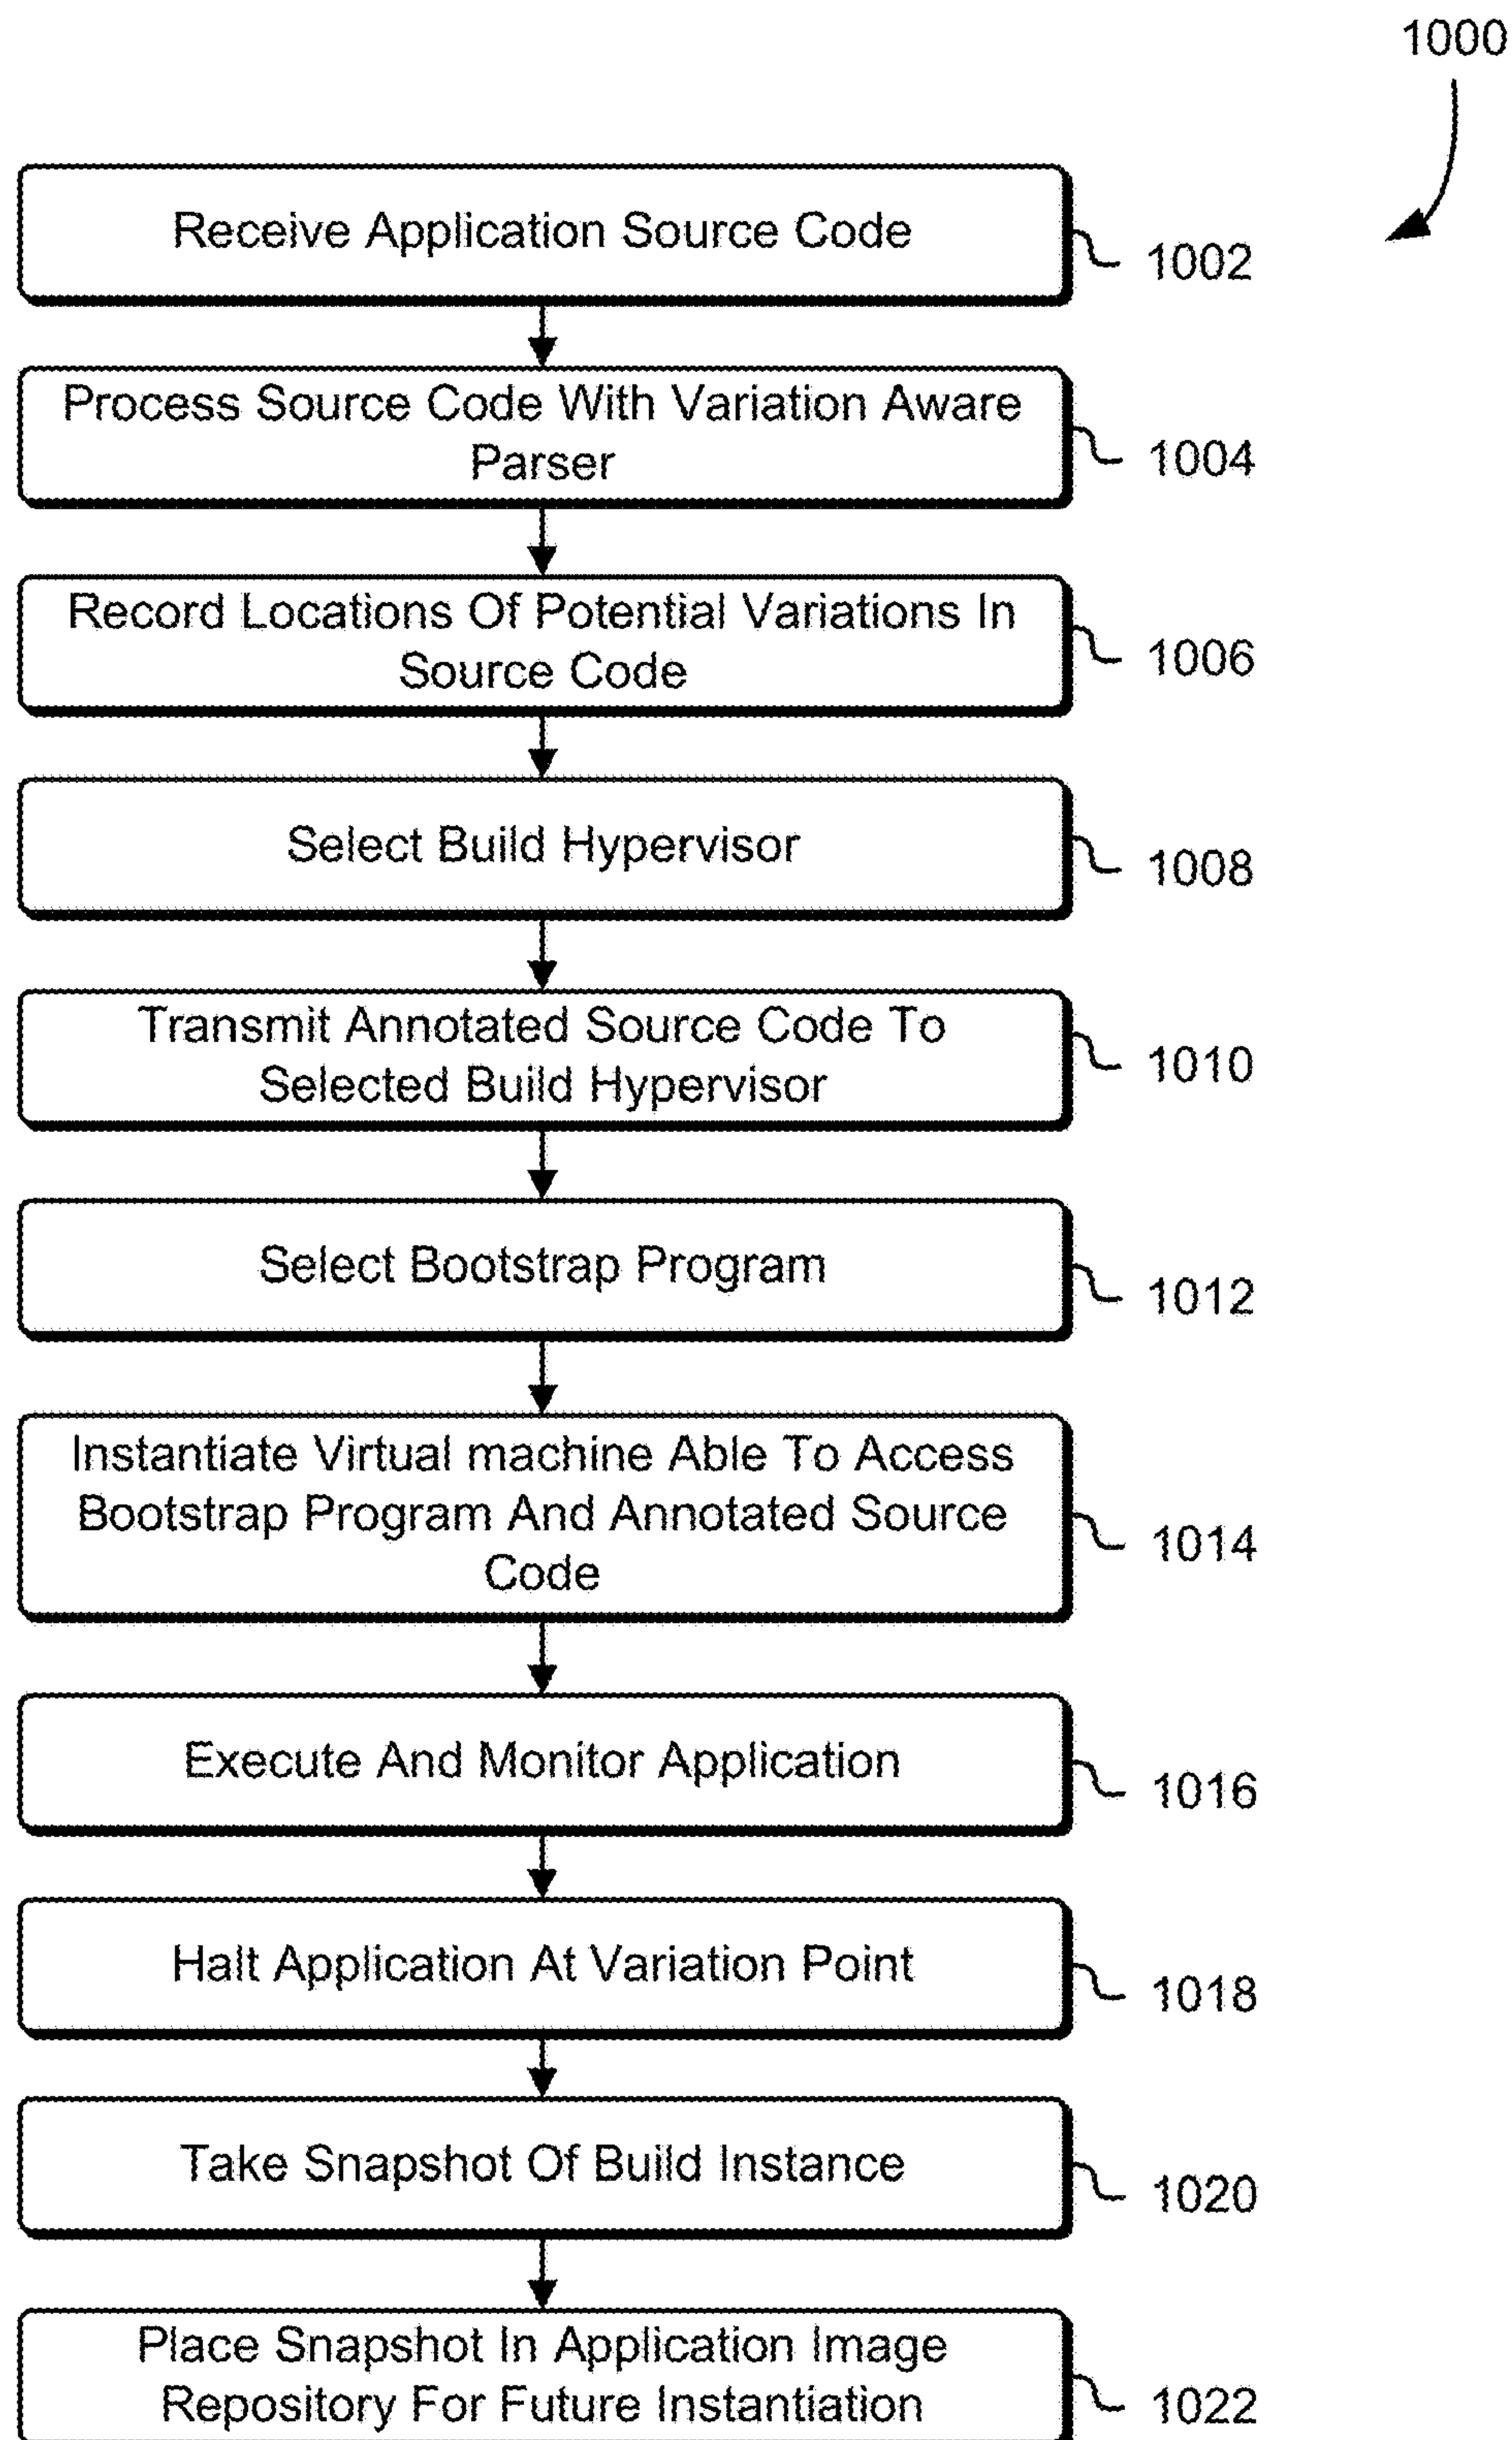 1000
Receive Application Source Code
1002
Process Source Code With Variation Aware
Parser
1004
Record Locations Of Potential Variations In
Source Code
1006
Select Build Hypervisor
1008
Transmit Annotated Source Code To
Selected Build Hypervisor
1010
Select Bootstrap Program
1012
Instantiate Virtual machine Able To Access
Bootstrap Program And Annotated Source
Code
1014
Execute And Monitor Application
1016
Halt Application At Variation Point
1018
Take Snapshot Of Build Instance
1020
Place Snapshot In Application Image
Repository For Future Instantiation
1022